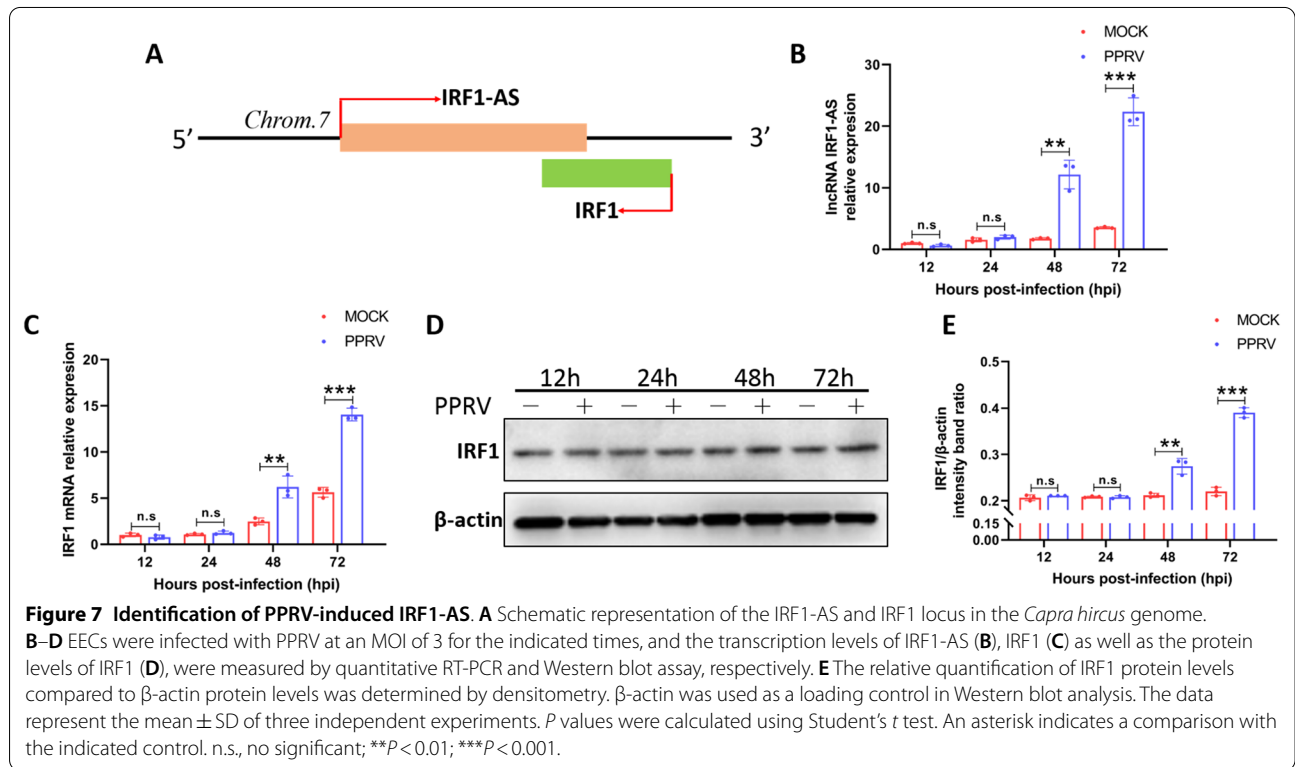 A
5′
Chrom.7
IRF1-AS
3′
IRF1
B
MOCK
PPRV
lncRNA IRF1-AS
relative expression
30
20
10
0
n.s
n.s
**
***
12
24
48
72
Hours post-infection (hpi)
C
MOCK
PPRV
IRF1 mRNA relative expresion
20
15
10
5
0
n.s
n.s
**
***
12
24
48
72
Hours post-infection (hpi)
D
12h 24h 48h 72h
PPRV − + − + − + − +
IRF1
β-actin
E
MOCK
PPRV
IRF1/β-actin
intensity band ratio
0.5
0.4
0.3
0.2
0.15
0.00
n.s
n.s
**
***
12
24
48
72
Hours post-infection (hpi)
Figure 7 Identification of PPRV-induced IRF1-AS. A Schematic representation of the IRF1-AS and IRF1 locus in the Capra hircus genome.
B–D EECs were infected with PPRV at an MOI of 3 for the indicated times, and the transcription levels of IRF1-AS (B), IRF1 (C) as well as the protein
levels of IRF1 (D), were measured by quantitative RT-PCR and Western blot assay, respectively. E The relative quantification of IRF1 protein levels
compared to β-actin protein levels was determined by densitometry. β-actin was used as a loading control in Western blot analysis. The data
represent the mean ± SD of three independent experiments. P values were calculated using Student's t test. An asterisk indicates a comparison with
the indicated control. n.s., no significant; **P < 0.01; ***P < 0.001.